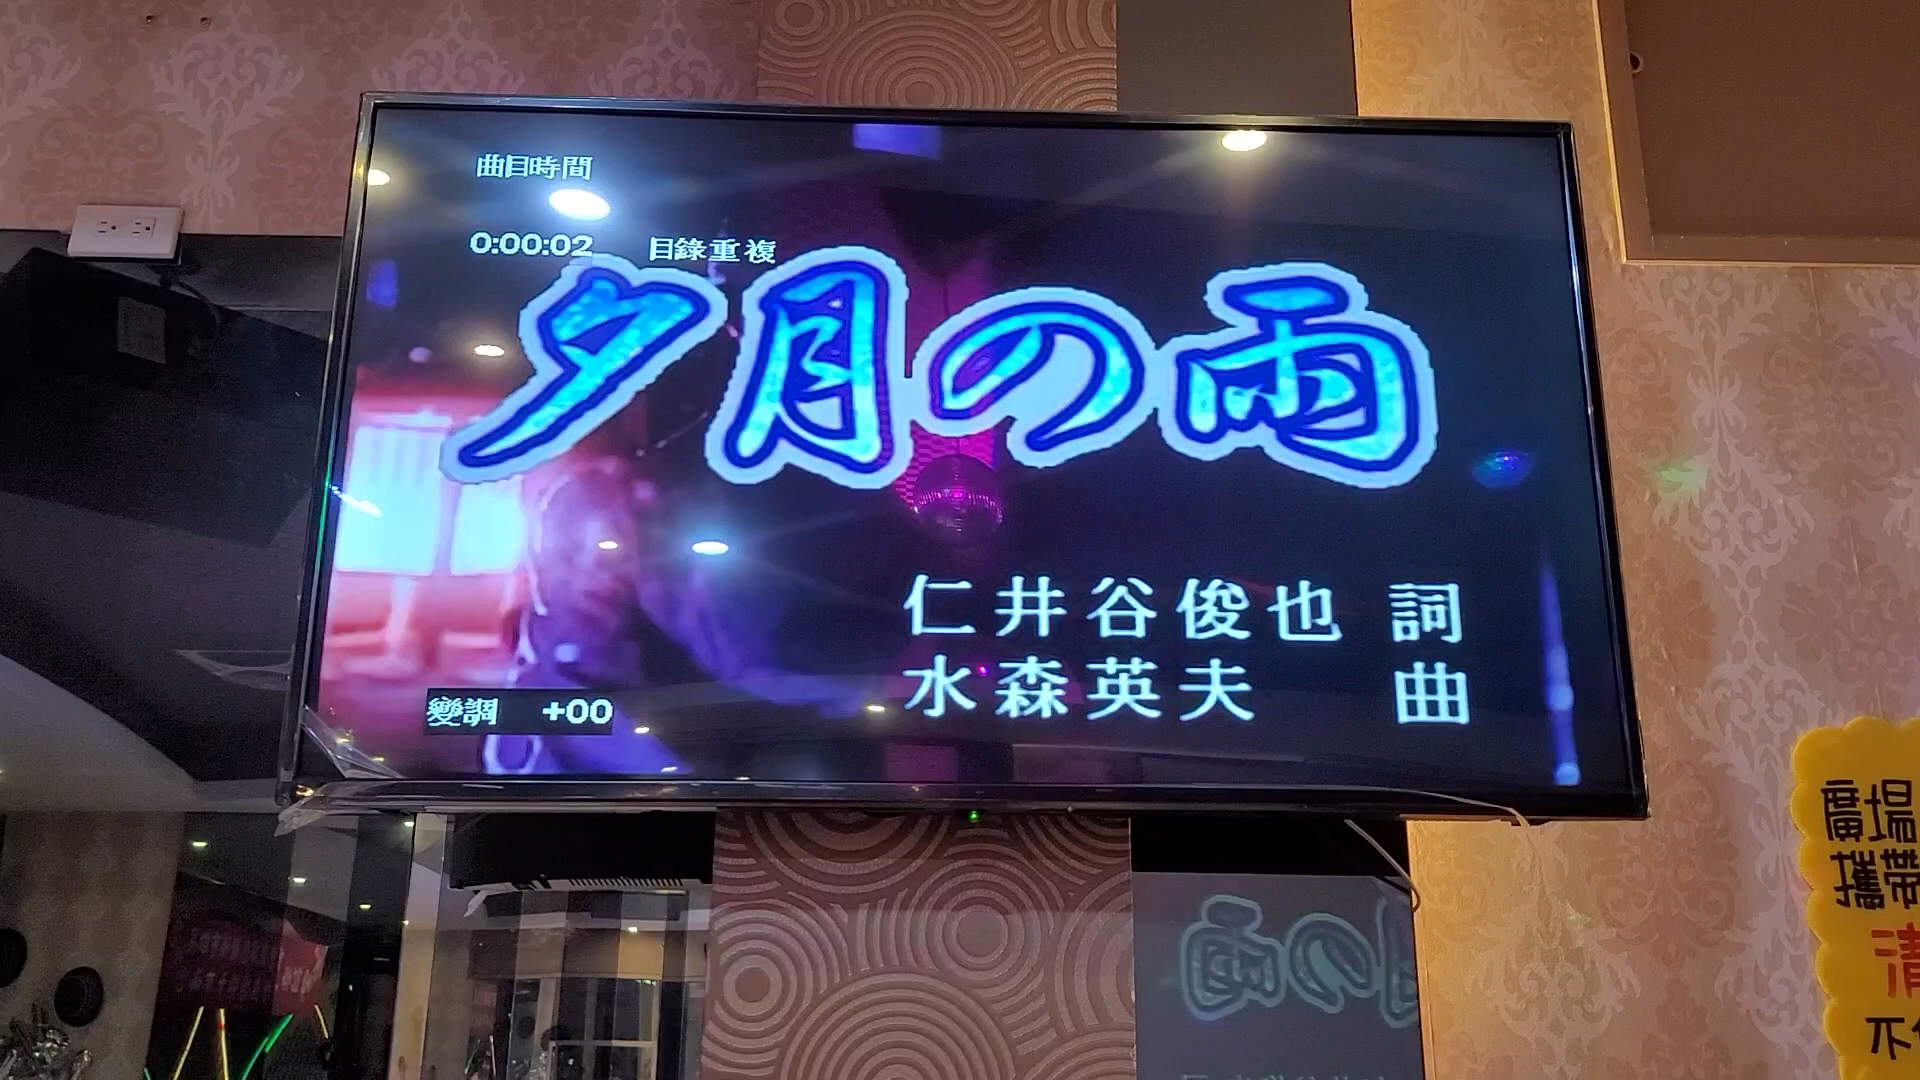 曲目時間
0:00:02 目錄重複
夕月の雨
仁井谷俊也 詞
水森英夫 曲
變調 +00
廣場
攜帶
清
不